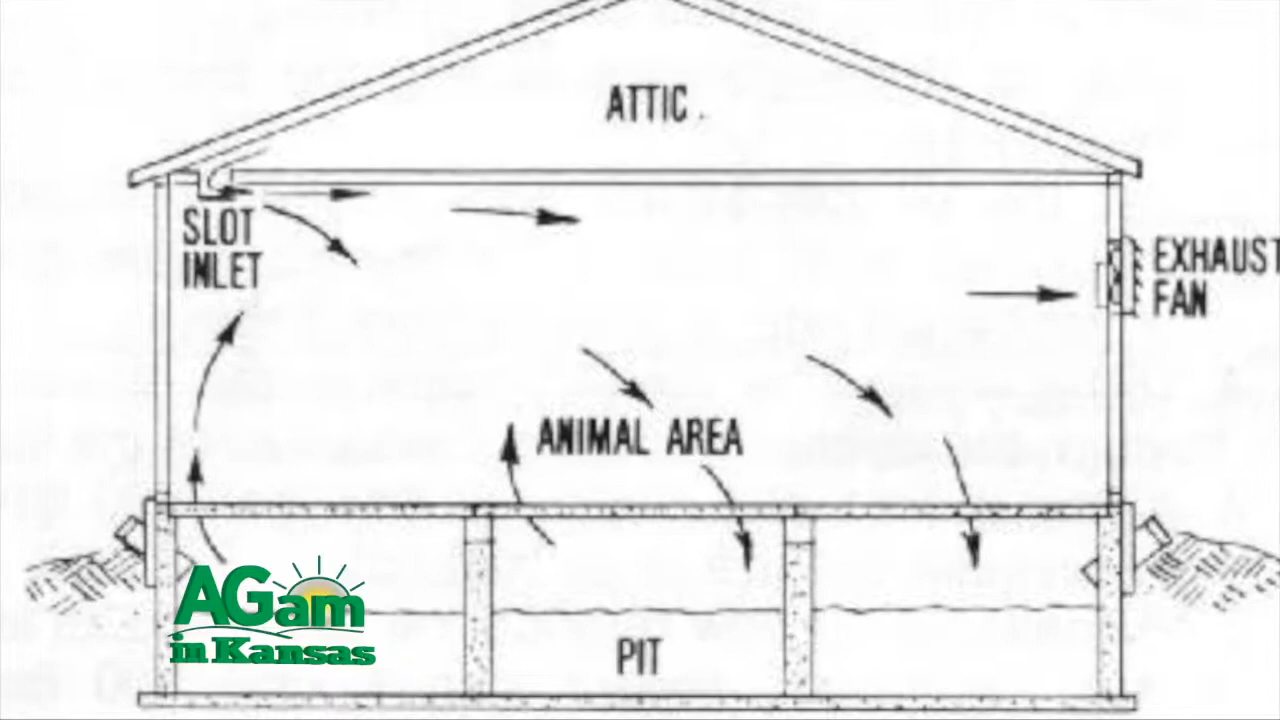 ATTIC
SLOT
INLET
EXHAUST
FAN
ANIMAL AREA
AGam
in Kansas
PIT